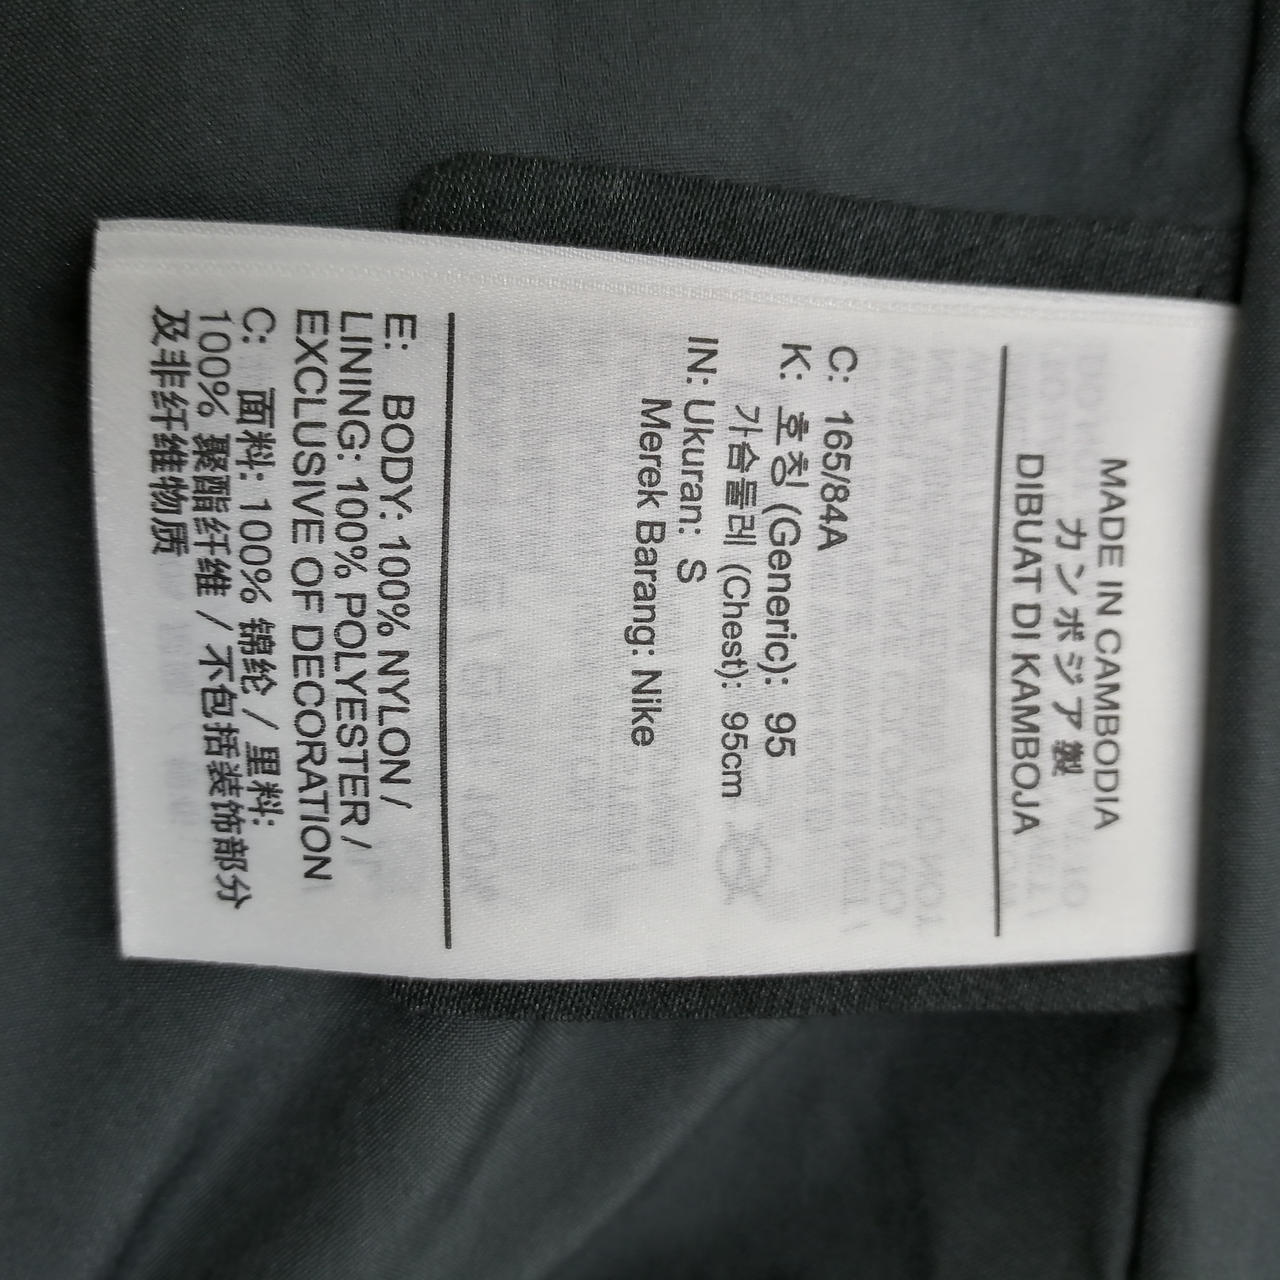 MADE IN CAMBODIA
カンボジア製
DIBUAT DI KAMBOJA
C: 165/84A
K: 호칭 (Generic): 95
가슴둘레 (Chest): 95cm
IN: Ukuran: S
Merek Barang: Nike
E: BODY: 100% NYLON /
LINING: 100% POLYESTER /
EXCLUSIVE OF DECORATION
C: 面料: 100% 锦纶 / 里料:
100% 聚酯纤维 / 不包括装饰部分
及非纤维物质